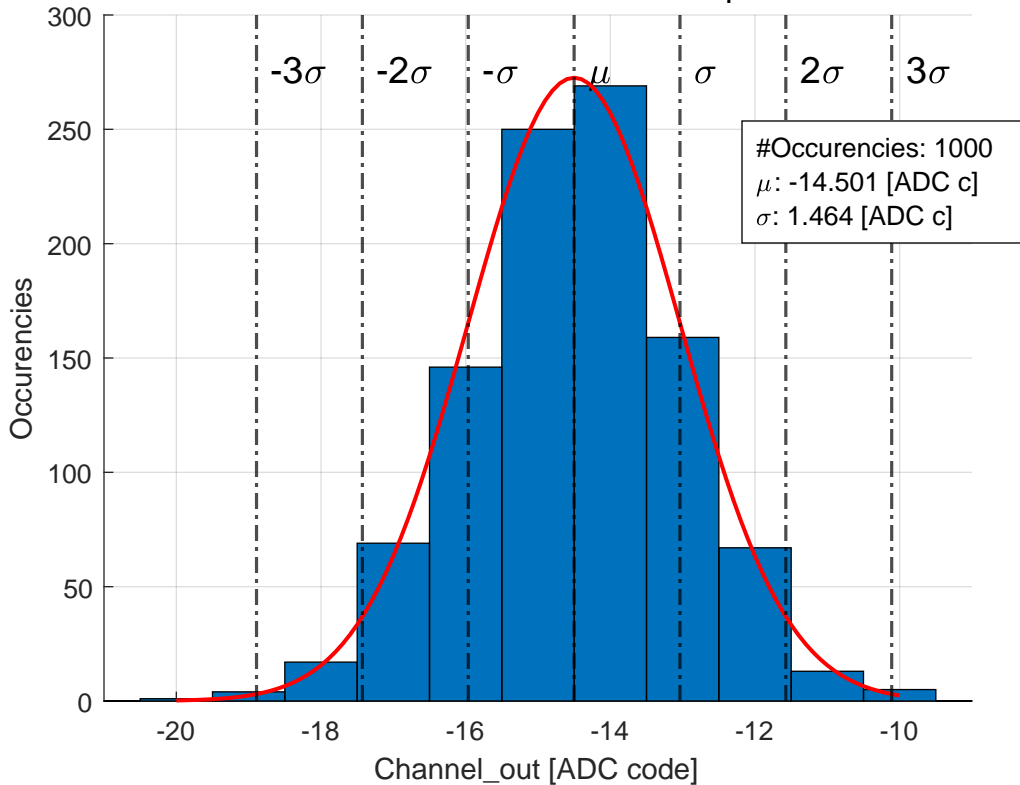 300
250
200
150
100
50
0
-3σ
-2σ
-σ
μ
σ
2σ
3σ
#Occurencies: 1000
μ: -14.501 [ADC c]
σ: 1.464 [ADC c]
Occurencies
-20
-18
-16
-14
-12
-10
Channel_out [ADC code]